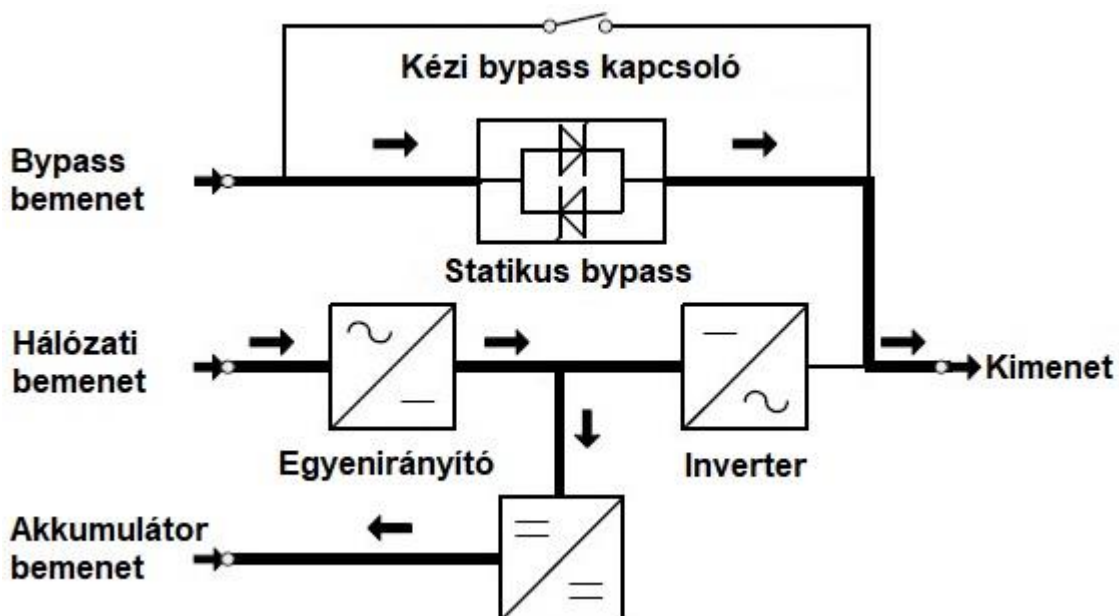 Kézi bypass kapcsoló
Bypass
bemenet
Statikus bypass
Hálózati
bemenet
Kimenet
Egyenirányító
Inverter
Akkumulátor
bemenet